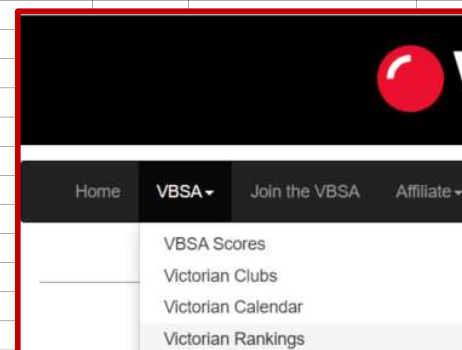 Home VBSA Join the VBSA Affiliate
VBSA Scores
Victorian Clubs
Victorian Calendar
Victorian Rankings